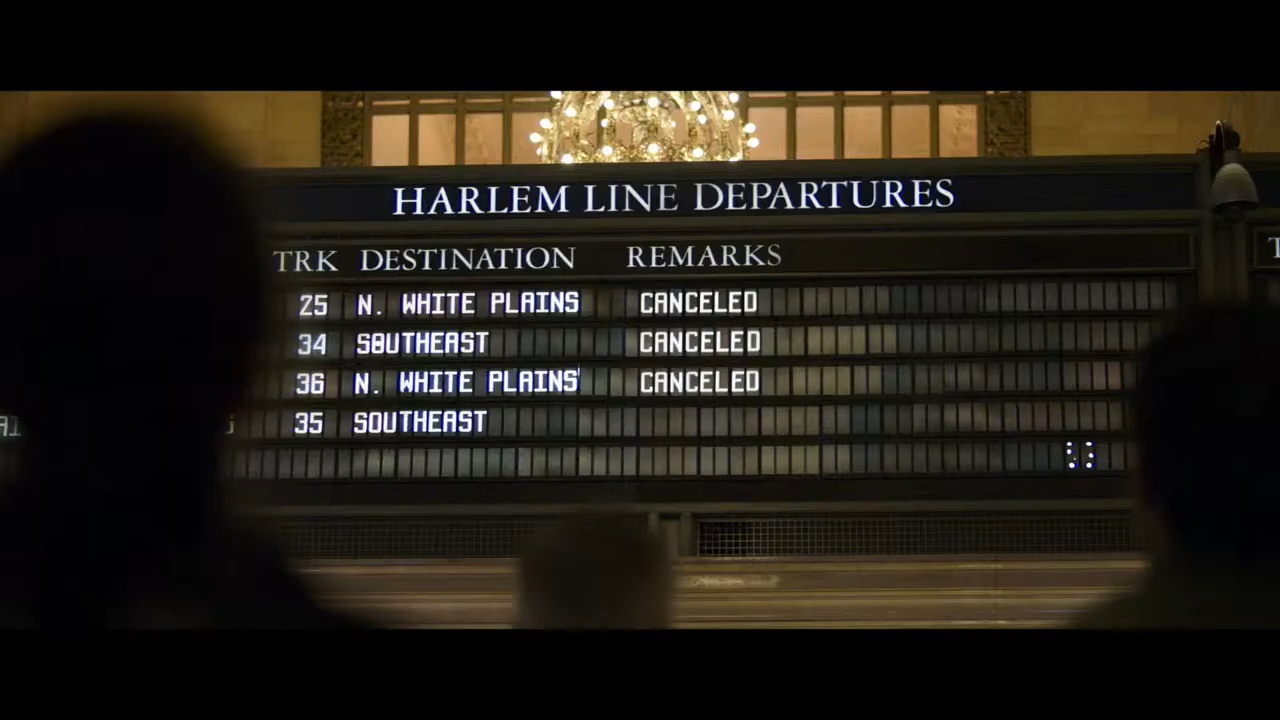 HARLEM LINE DEPARTURES
TRK DESTINATION REMARKS
25 N. WHITE PLAINS CANCELED
34 SOUTHEAST CANCELED
36 N. WHITE PLAINS CANCELED
35 SOUTHEAST